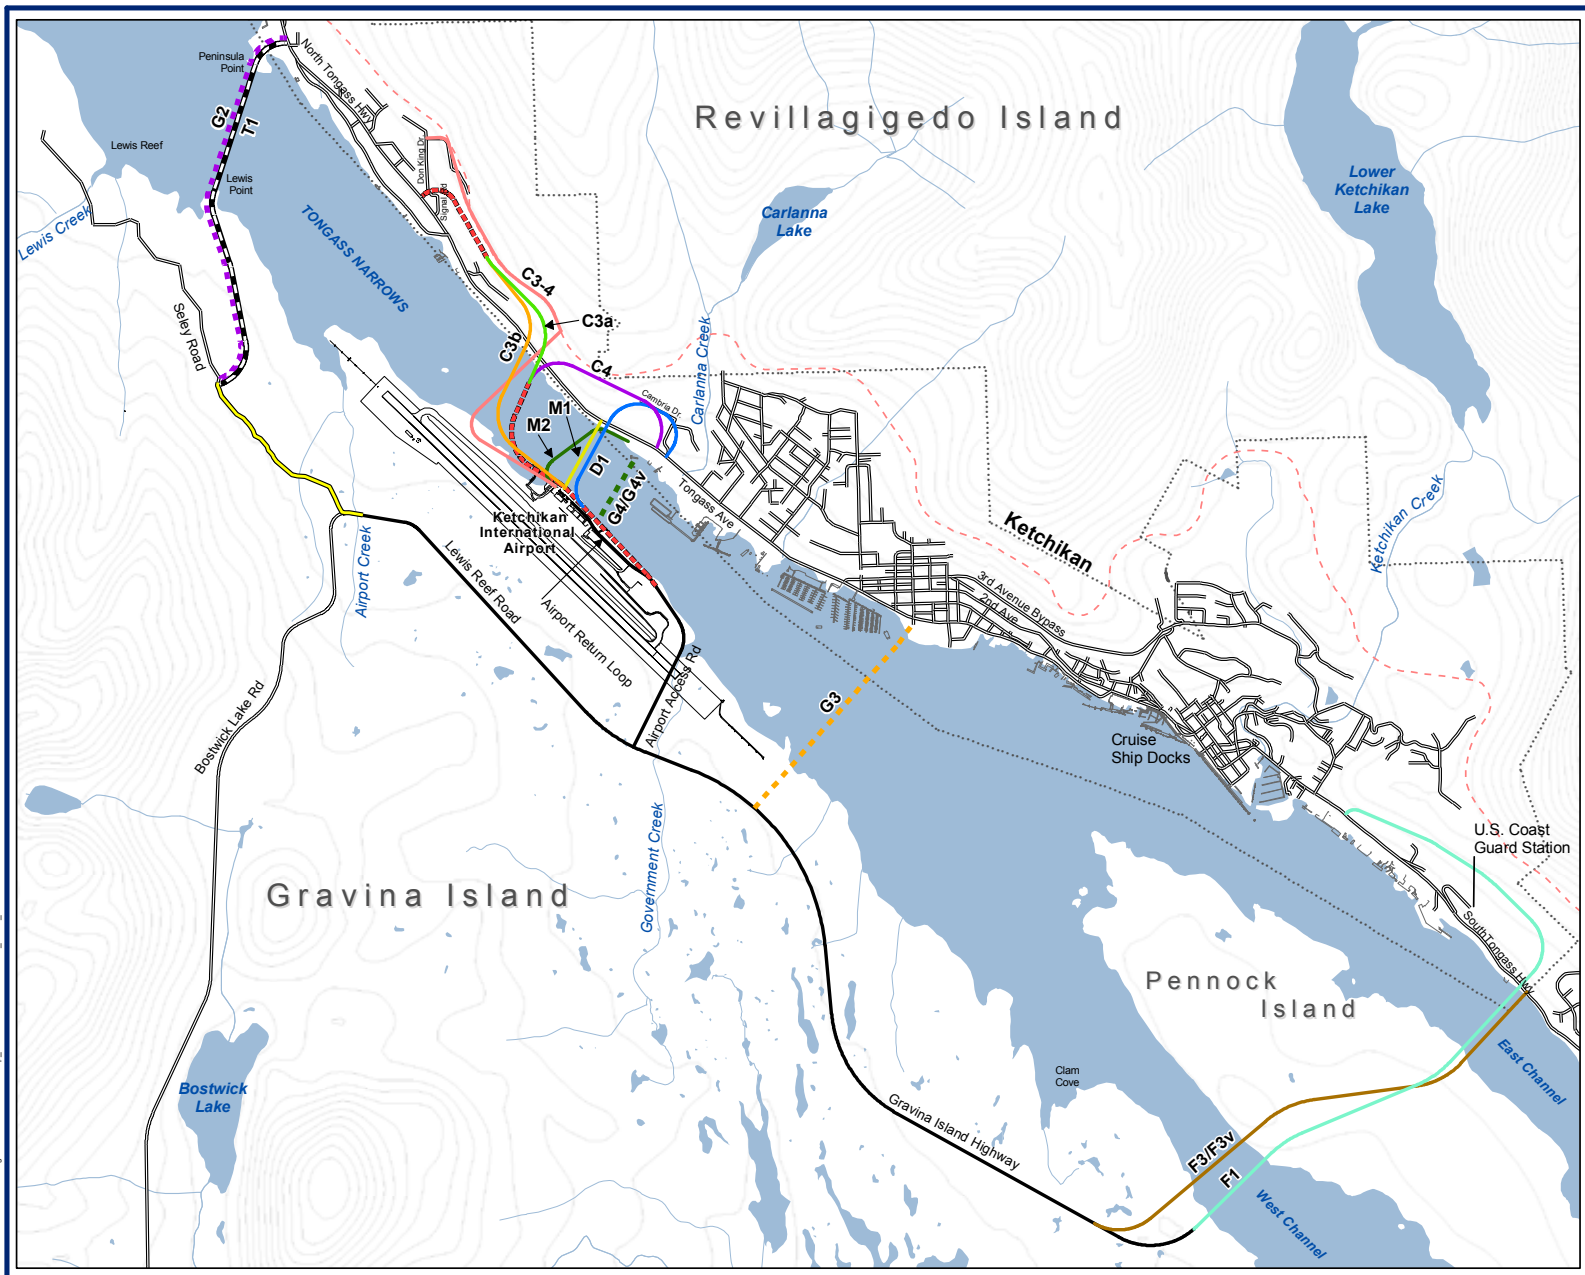 Peninsula
Point
North Tongass Hwy
G2
T1
Lewis Reef
Lewis
Point
Lewis Creek
TONGASS NARROWS
Don King Dr
Revillagigedo Island
Carlanna
Lake
Lower
Ketchikan
Lake
Seley Road
C3-4
C3a
C3b
C4
Carlanna Creek
Cambria Dr.
M1
M2
D1
G4/G4v
Tongass Ave
Ketchikan
International
Airport
Ketchikan
Ketchikan Creek
Airport Creek
Lewis Reef Road
Airport Return Loop
Airport Access Rd
3rd Avenue Bypass
2nd Ave
Bostwick Lake Rd
G3
Cruise
Ship Docks
Government Creek
Gravina Island
U.S. Coast
Guard Station
South Tongass Hwy
Pennock
Island
Bostwick
Lake
Clam
Cove
Gravina Island Highway
East Channel
F3/F3v
F1
West Channel